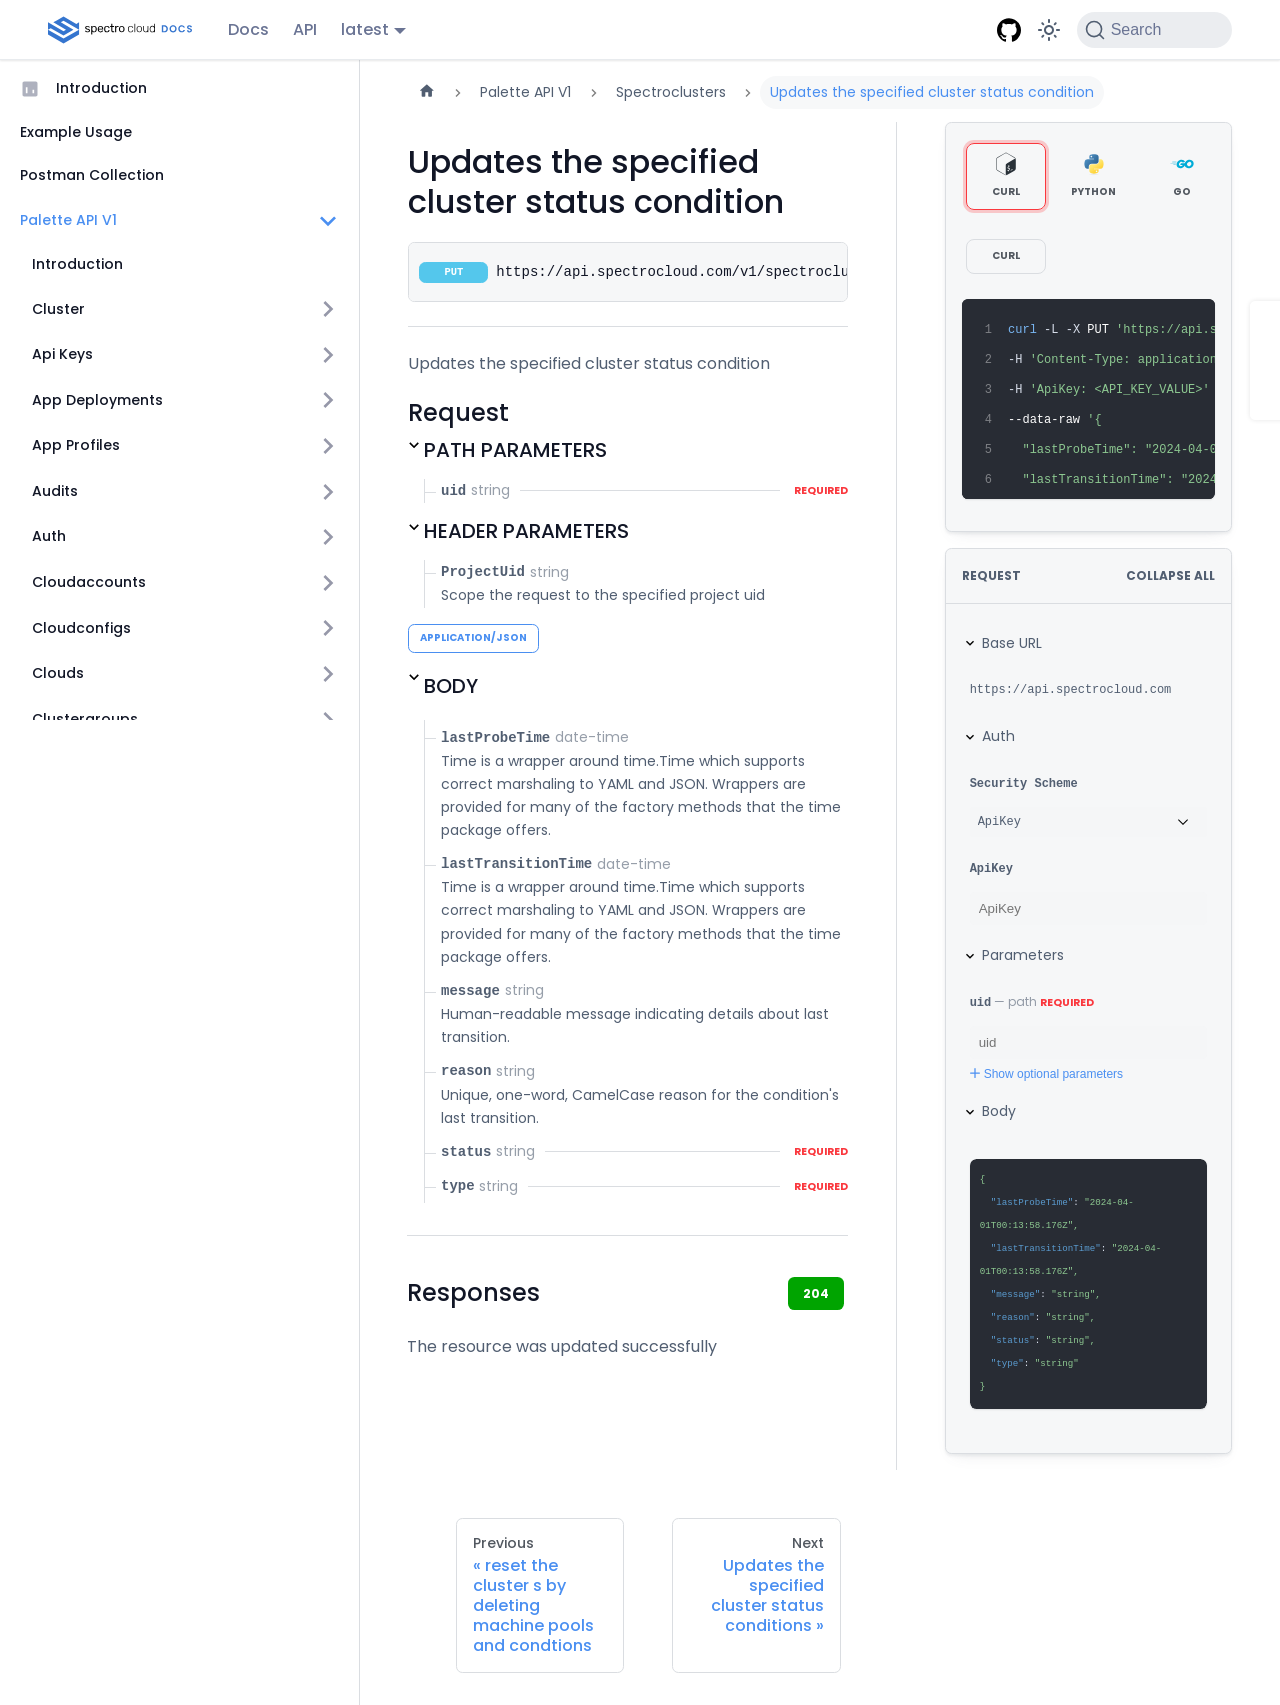 spectro cloud DOCS
Docs
API
latest
Search
Introduction
Example Usage
Postman Collection
Palette API V1
Introduction
Cluster
Api Keys
App Deployments
App Profiles
Audits
Auth
Cloudaccounts
Cloudconfigs
Clouds
Clustergroups
Palette API V1
Spectroclusters
Updates the specified cluster status condition
Updates the specified
cluster status condition
PUT
https://api.spectrocloud.com/v1/spectroclu
Updates the specified cluster status condition
Request
PATH PARAMETERS
uid string REQUIRED
HEADER PARAMETERS
ProjectUid string
Scope the request to the specified project uid
APPLICATION/JSON
BODY
lastProbeTime date-time
Time is a wrapper around time.Time which supports
correct marshaling to YAML and JSON. Wrappers are
provided for many of the factory methods that the time
package offers.
lastTransitionTime date-time
Time is a wrapper around time.Time which supports
correct marshaling to YAML and JSON. Wrappers are
provided for many of the factory methods that the time
package offers.
message string
Human-readable message indicating details about last
transition.
reason string
Unique, one-word, CamelCase reason for the condition's
last transition.
status string REQUIRED
type string REQUIRED
Responses
204
The resource was updated successfully
CURL
PYTHON
GO
CURL
1 curl -L -X PUT 'https://api.s
2 -H 'Content-Type: application
3 -H 'ApiKey: <API_KEY_VALUE>'
4 --data-raw '{
5 "lastProbeTime": "2024-04-0
6 "lastTransitionTime": "2024
REQUEST
COLLAPSE ALL
Base URL
https://api.spectrocloud.com
Auth
Security Scheme
ApiKey
ApiKey
ApiKey
Parameters
uid — path REQUIRED
uid
Show optional parameters
Body
{
"lastProbeTime": "2024-04-
01T00:13:58.176Z",
"lastTransitionTime": "2024-04-
01T00:13:58.176Z",
"message": "string",
"reason": "string",
"status": "string",
"type": "string"
}
Previous
« reset the
cluster s by
deleting
machine pools
and condtions
Next
Updates the
specified
cluster status
conditions »